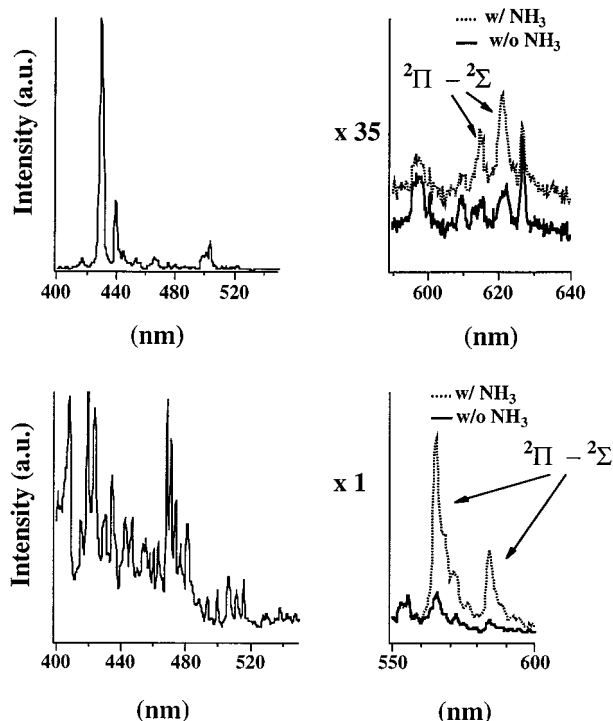 Intensity (a.u.)
400 440 480 520
(nm)
w/ NH₃
w/o NH₃
²Π – ²Σ
x 35
600 620 640
(nm)
Intensity (a.u.)
400 440 480 520
(nm)
w/ NH₃
w/o NH₃
²Π – ²Σ
x 1
550 600
(nm)